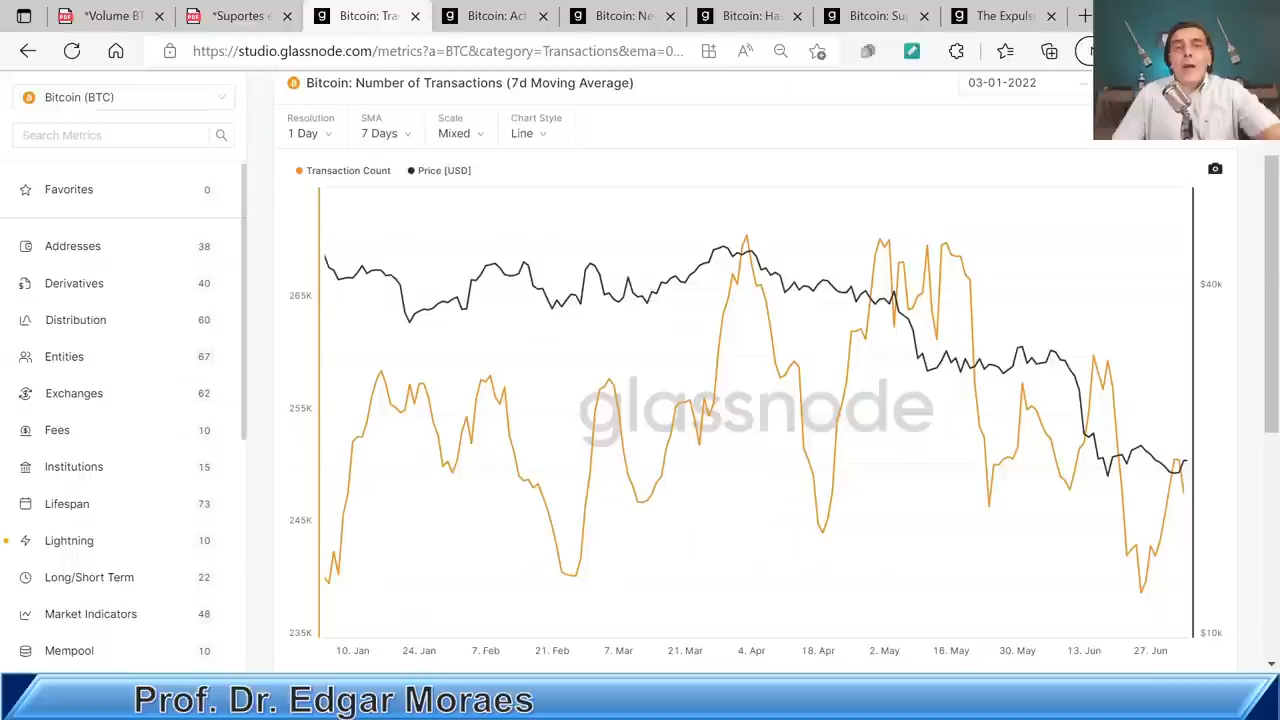 *Volume BT
*Suportes e
Bitcoin: Tra
Bitcoin: Act
Bitcoin: Ne
Bitcoin: Ha
Bitcoin: Su
The Expuls
https://studio.glassnode.com/metrics?a=BTC&category=Transactions&ema=0...
Bitcoin (BTC)
Search Metrics
Favorites 0
Addresses 38
Derivatives 40
Distribution 60
Entities 67
Exchanges 62
Fees 10
Institutions 15
Lifespan 73
Lightning 10
Long/Short Term 22
Market Indicators 48
Mempool 10
Bitcoin: Number of Transactions (7d Moving Average)
03-01-2022
Resolution SMA Scale Chart Style
1 Day 7 Days Mixed Line
Transaction Count Price [USD]
265K
255K
245K
235K
$40k
$10k
glassnode
10. Jan 24. Jan 7. Feb 21. Feb 7. Mar 21. Mar 4. Apr 18. Apr 2. May 16. May 30. May 13. Jun 27. Jun
Prof. Dr. Edgar Moraes